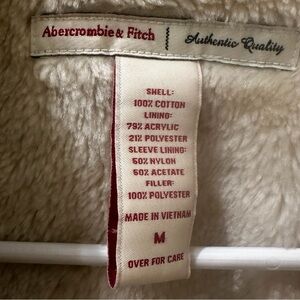 Abercrombie & Fitch
Authentic Quality
SHELL:
100% COTTON
LINING:
79% ACRYLIC
21% POLYESTER
SLEEVE LINING:
50% NYLON
50% ACETATE
FILLER:
100% POLYESTER
MADE IN VIETNAM
M
OVER FOR CARE